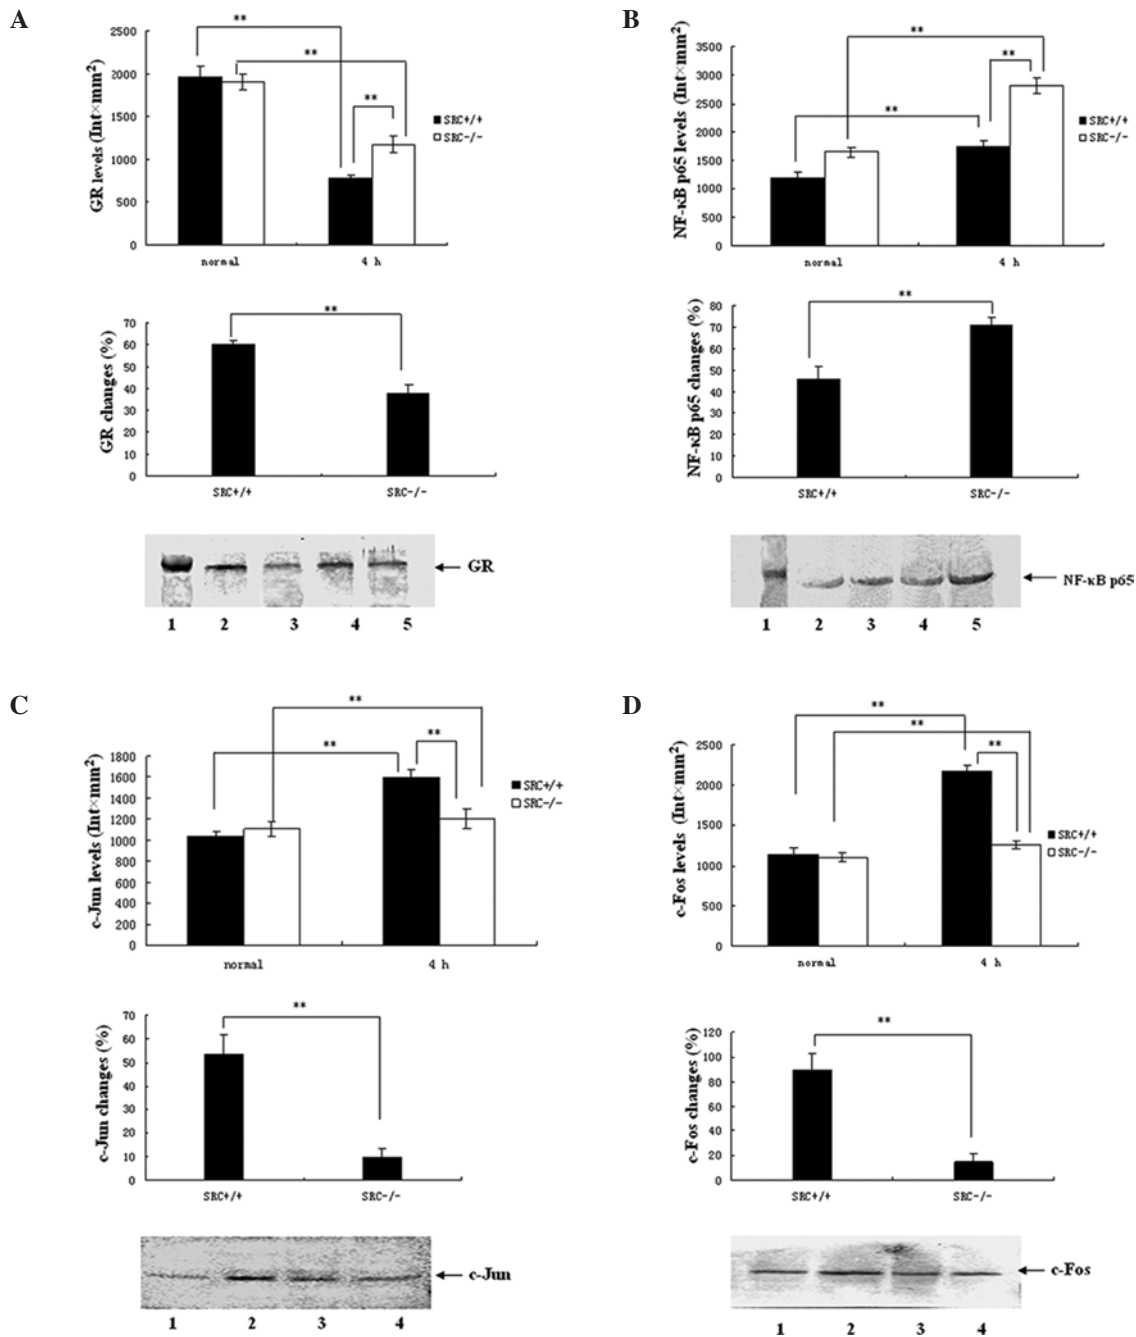 A
GR levels (Int×mm²)
2500
2000
1500
1000
500
0
**
**
**
SRC+/+
SRC-/-
normal
4 h
GR changes (%)
70
60
50
40
30
20
10
0
**
SRC+/+
SRC-/-
GR
1 2 3 4 5
B
NF-κB p65 levels (Int×mm²)
3500
3000
2500
2000
1500
1000
500
0
**
**
**
SRC+/+
SRC-/-
normal
4 h
NF-κB p65 changes (%)
80
70
60
50
40
30
20
10
0
**
SRC+/+
SRC-/-
NF-κB p65
1 2 3 4 5
C
c-Jun levels (Int×mm²)
1800
1600
1400
1200
1000
800
600
400
200
0
**
**
**
SRC+/+
SRC-/-
normal
4 h
c-Jun changes (%)
70
60
50
40
30
20
10
0
**
SRC+/+
SRC-/-
c-Jun
1 2 3 4
D
c-Fos levels (Int×mm²)
2500
2000
1500
1000
500
0
**
**
**
SRC+/+
SRC-/-
normal
4 h
c-Fos changes (%)
120
100
80
60
40
20
0
**
SRC+/+
SRC-/-
c-Fos
1 2 3 4